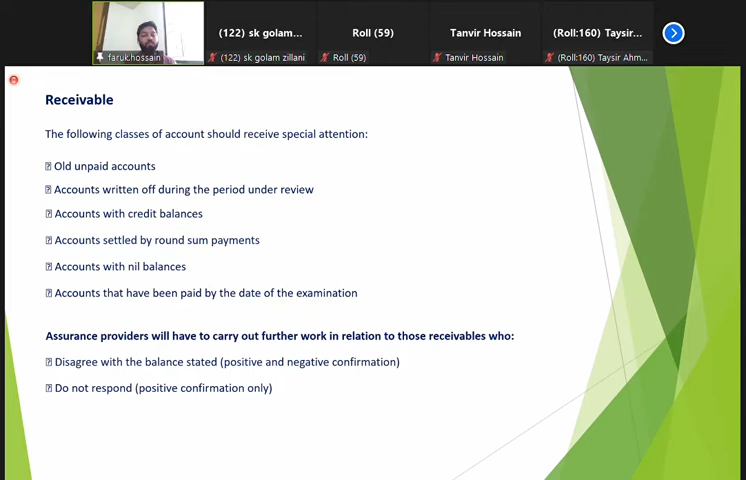 (122) sk golam...
Roll (59)
Tanvir Hossain
(Roll:160) Taysir...
faruk.hossain
(122) sk golam zillani
Roll (59)
Tanvir Hossain
(Roll:160) Taysir Ahm...
Receivable
The following classes of account should receive special attention:
Old unpaid accounts
Accounts written off during the period under review
Accounts with credit balances
Accounts settled by round sum payments
Accounts with nil balances
Accounts that have been paid by the date of the examination
Assurance providers will have to carry out further work in relation to those receivables who:
Disagree with the balance stated (positive and negative confirmation)
Do not respond (positive confirmation only)